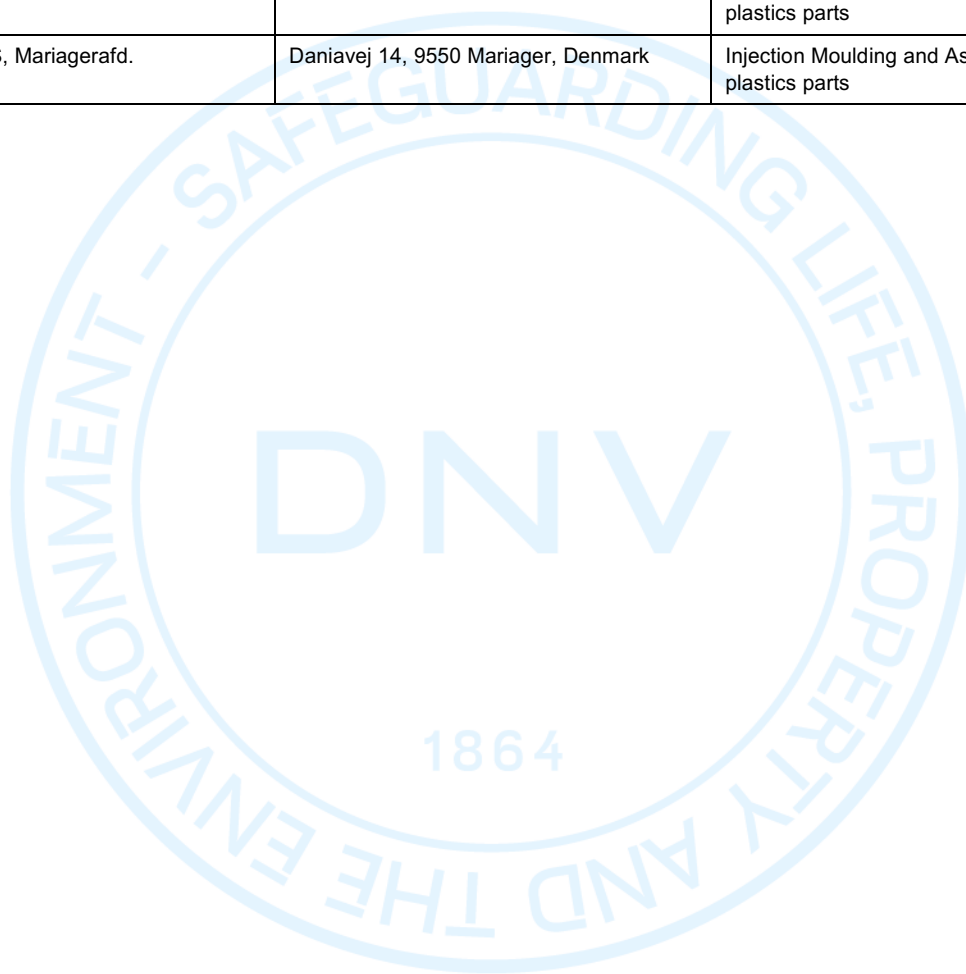 plastics parts
, Mariagerafd.
Daniavej 14, 9550 Mariager, Denmark
Injection Moulding and As
plastics parts
SAFEGUARDING LIFE, PROPERTY AND THE ENVIRONMENT -
DNV
1864